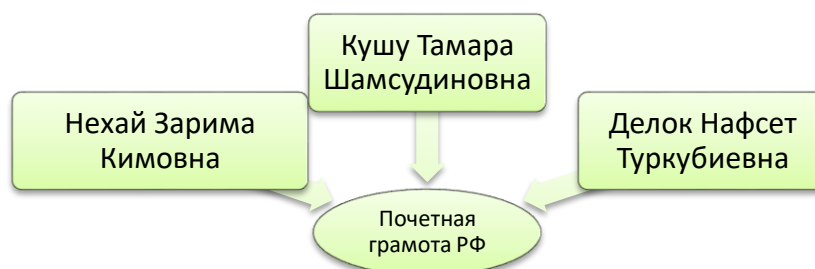 Кушу Тамара
Шамсудиновна
Нехай Зарима
Кимовна
Делок Нафсет
Туркубиевна
Почетная
грамота РФ